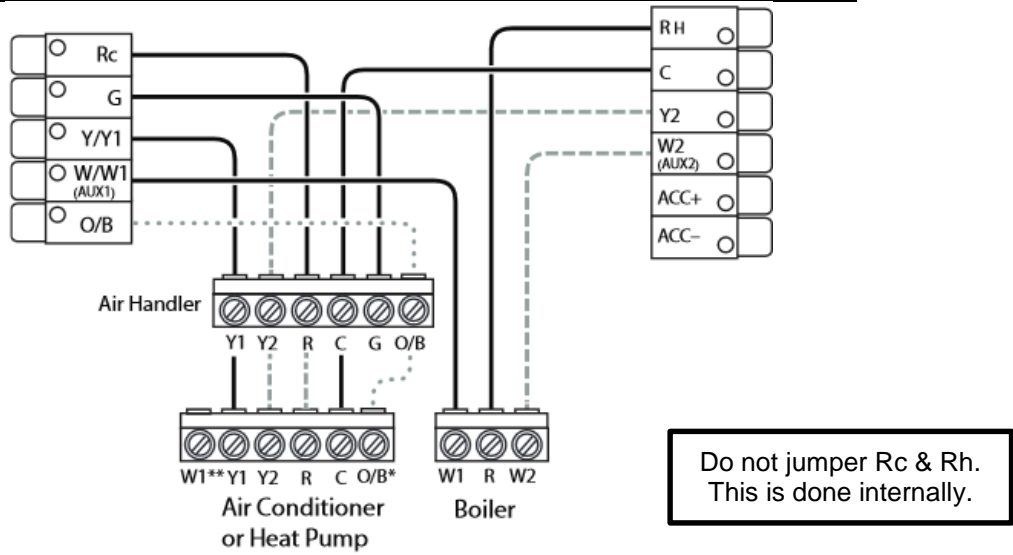 Rc
G
Y/Y1
W/W1
(AUX1)
O/B
RH
C
Y2
W2
(AUX2)
ACC+
ACC–
Air Handler
Y1 Y2 R C G O/B
W1** Y1 Y2 R C O/B*
Air Conditioner
or Heat Pump
W1 R W2
Boiler
Do not jumper Rc & Rh.
This is done internally.